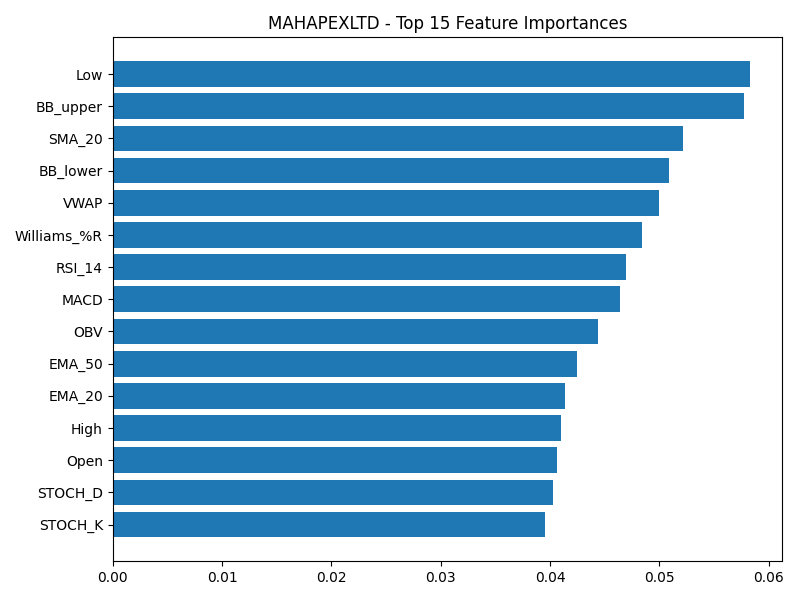 MAHAPEXLTD - Top 15 Feature Importances
Low
BB_upper
SMA_20
BB_lower
VWAP
Williams_%R
RSI_14
MACD
OBV
EMA_50
EMA_20
High
Open
STOCH_D
STOCH_K
0.00 0.01 0.02 0.03 0.04 0.05 0.06